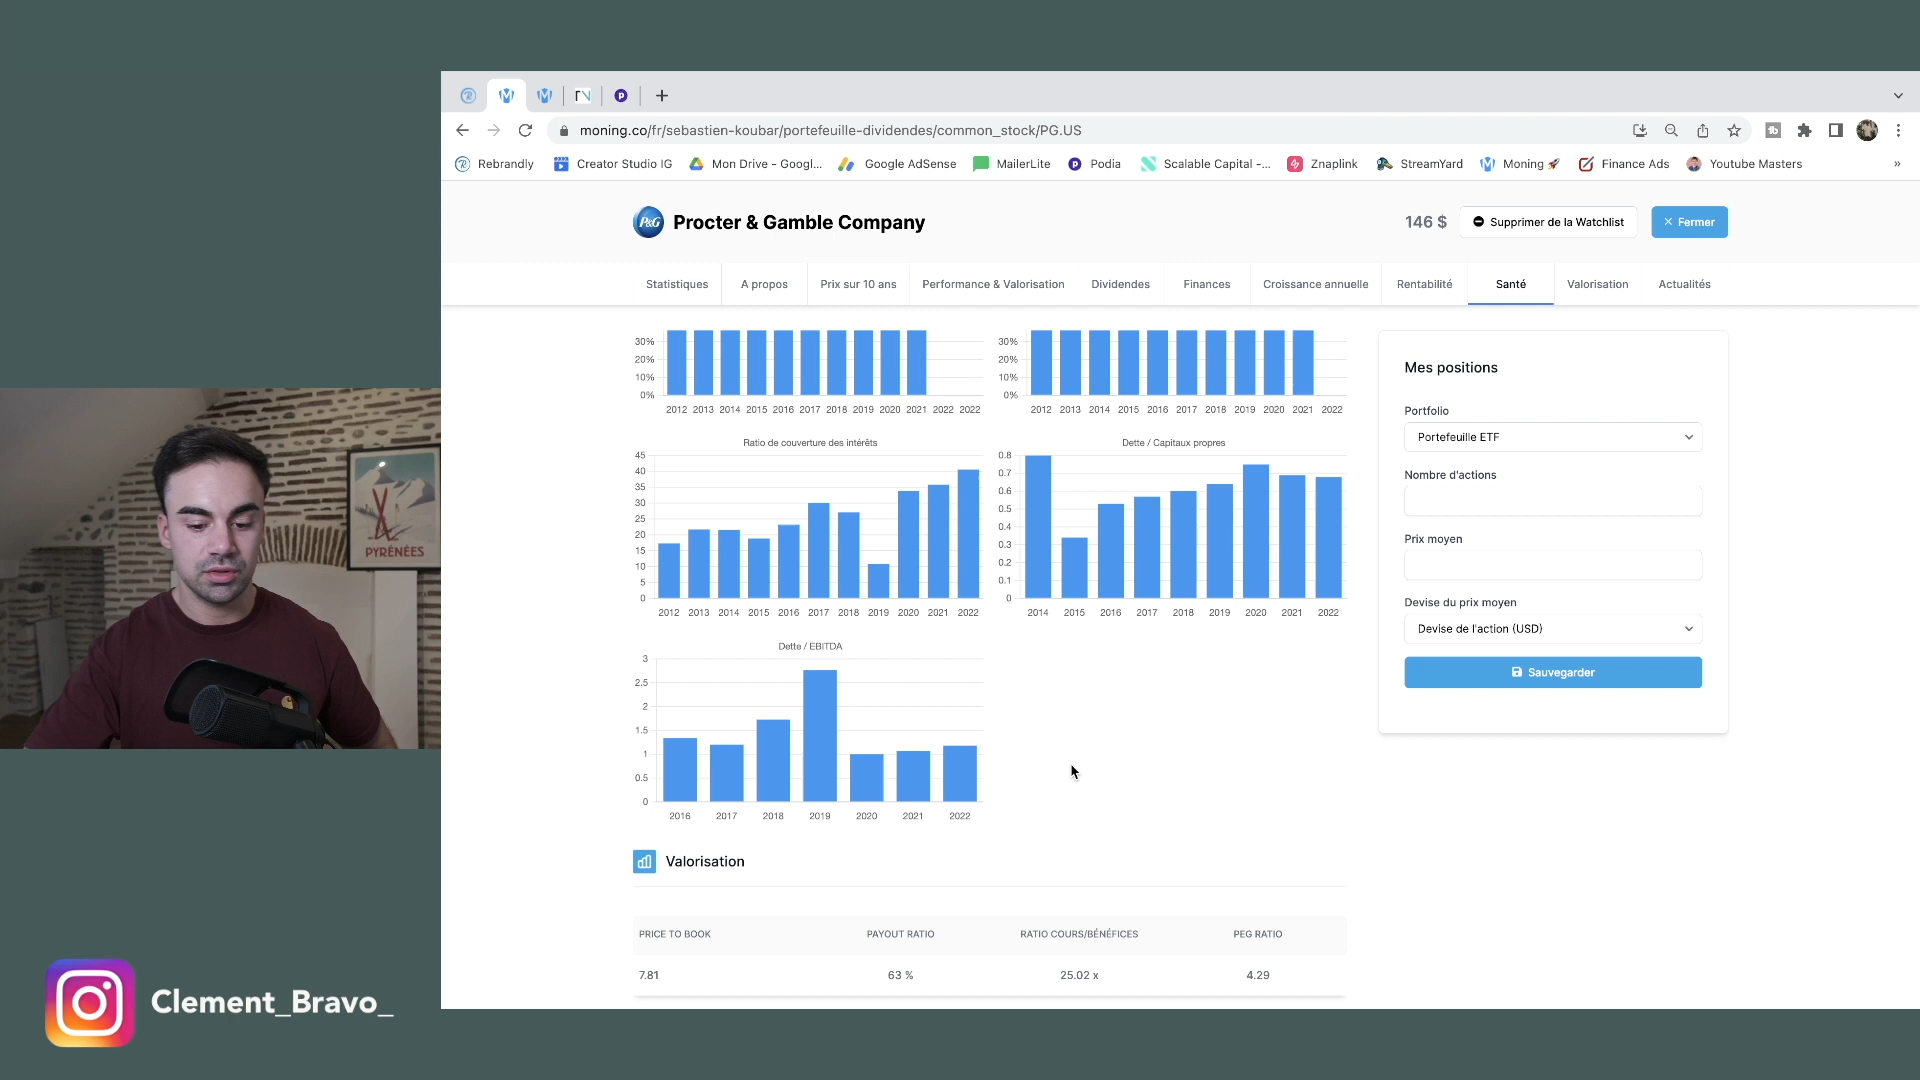 moning.co/fr/sebastien-koubar/portefeuille-dividendes/common_stock/PG.US
Rebrandly Creator Studio IG Mon Drive - Googl... Google AdSense MailerLite Podia Scalable Capital -... Znaplink StreamYard Moning 🚀 Finance Ads Youtube Masters »
P&G Procter & Gamble Company 146 $ Supprimer de la Watchlist × Fermer
Statistiques A propos Prix sur 10 ans Performance & Valorisation Dividendes Finances Croissance annuelle Rentabilité Santé Valorisation Actualités
30%
20%
10%
0%
2012 2013 2014 2015 2016 2017 2018 2019 2020 2021 2022 2022
30%
20%
10%
0%
2012 2013 2014 2015 2016 2017 2018 2019 2020 2021 2022
Ratio de couverture des intérêts
45
40
35
30
25
20
15
10
5
0
2012 2013 2014 2015 2016 2017 2018 2019 2020 2021 2022
Dette / Capitaux propres
0.8
0.7
0.6
0.5
0.4
0.3
0.2
0.1
0
2014 2015 2016 2017 2018 2019 2020 2021 2022
Dette / EBITDA
3
2.5
2
1.5
1
0.5
0
2016 2017 2018 2019 2020 2021 2022
Valorisation
PRICE TO BOOK PAYOUT RATIO RATIO COURS/BÉNÉFICES PEG RATIO
7.81 63 % 25.02 x 4.29
Mes positions
Portfolio
Portefeuille ETF
Nombre d'actions
Prix moyen
Devise du prix moyen
Devise de l'action (USD)
Sauvegarder
PYRÉNÉES
Clement_Bravo_